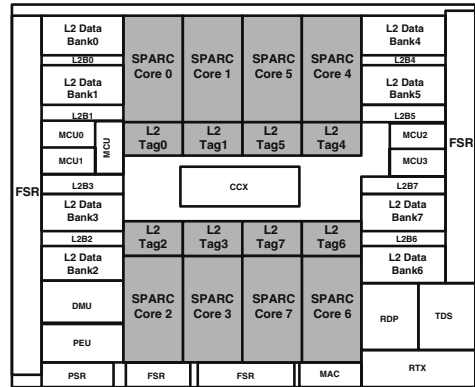 L2 Data
Bank0
L2B0
L2 Data
Bank1
L2B1
MCU0
MCU1
MCU
L2B3
L2 Data
Bank3
L2B2
L2 Data
Bank2
DMU
PEU
FSR
PSR
FSR
FSR
MAC
SPARC
Core 0
SPARC
Core 1
SPARC
Core 5
SPARC
Core 4
L2
Tag0
L2
Tag1
L2
Tag5
L2
Tag4
CCX
L2
Tag2
L2
Tag3
L2
Tag7
L2
Tag6
SPARC
Core 2
SPARC
Core 3
SPARC
Core 7
SPARC
Core 6
L2 Data
Bank4
L2B4
L2 Data
Bank5
L2B5
MCU2
MCU3
FSR
L2B7
L2 Data
Bank7
L2B6
L2 Data
Bank6
RDP
TDS
RTX